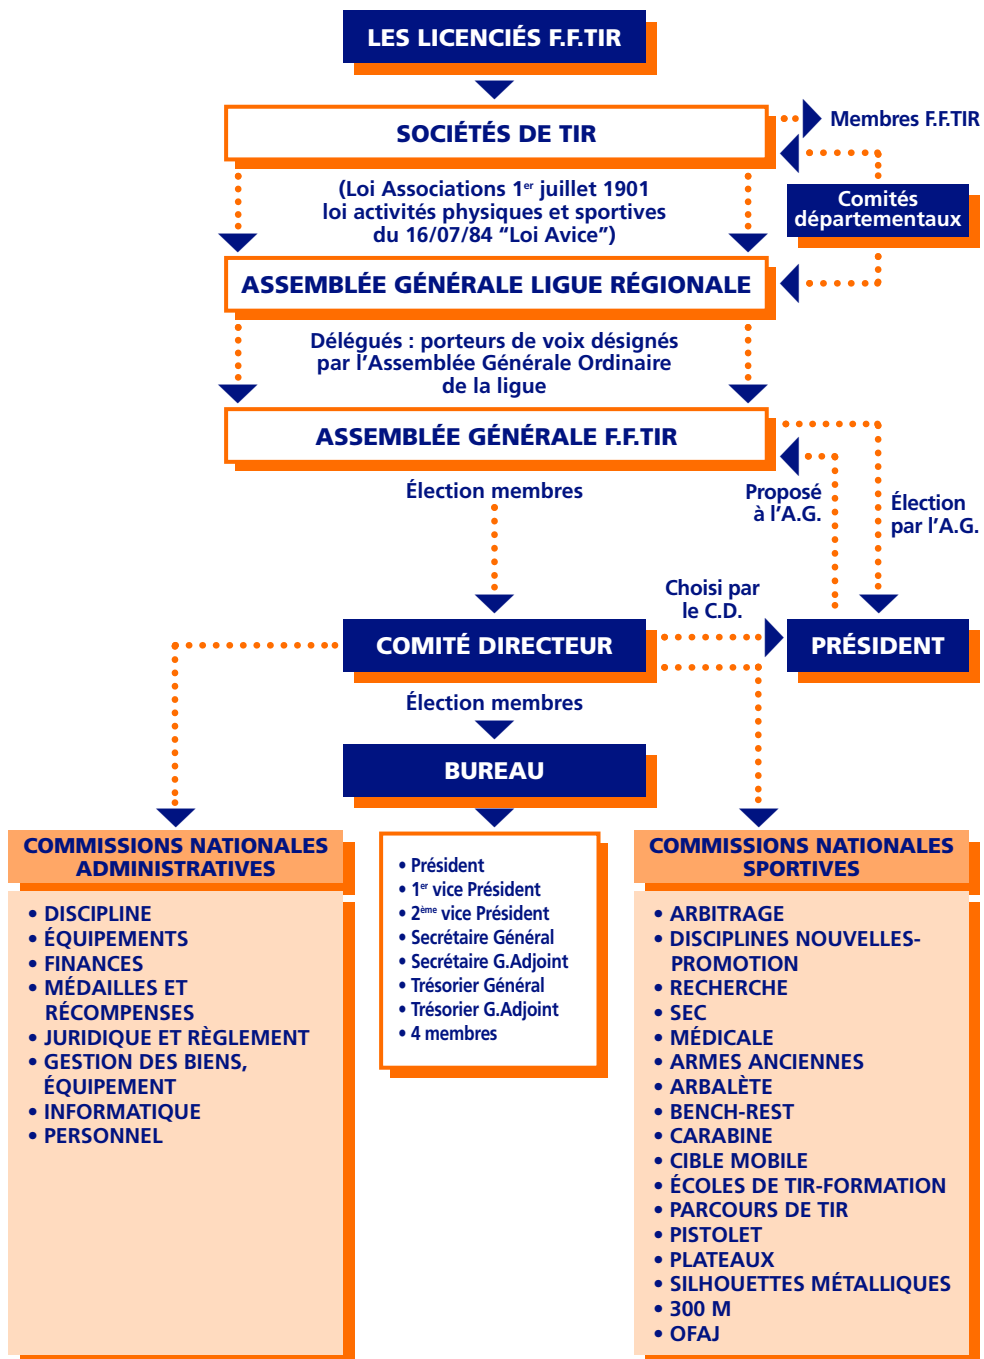 LES LICENCIÉS F.F.TIR
SOCIÉTÉS DE TIR
Membres F.F.TIR
(Loi Associations 1er juillet 1901
loi activités physiques et sportives
du 16/07/84 “Loi Avice”)
Comités
départementaux
ASSEMBLÉE GÉNÉRALE LIGUE RÉGIONALE
Délégués : porteurs de voix désignés
par l’Assemblée Générale Ordinaire
de la ligue
ASSEMBLÉE GÉNÉRALE F.F.TIR
Élection membres
Proposé
à l’A.G.
Élection
par l’A.G.
Choisi par
le C.D.
COMITÉ DIRECTEUR
PRÉSIDENT
Élection membres
BUREAU
COMMISSIONS NATIONALES
ADMINISTRATIVES
• DISCIPLINE
• ÉQUIPEMENTS
• FINANCES
• MÉDAILLES ET
RÉCOMPENSES
• JURIDIQUE ET RÈGLEMENT
• GESTION DES BIENS,
ÉQUIPEMENT
• INFORMATIQUE
• PERSONNEL
• Président
• 1er vice Président
• 2ème vice Président
• Secrétaire Général
• Secrétaire G.Adjoint
• Trésorier Général
• Trésorier G.Adjoint
• 4 membres
COMMISSIONS NATIONALES
SPORTIVES
• ARBITRAGE
• DISCIPLINES NOUVELLES-
PROMOTION
• RECHERCHE
• SEC
• MÉDICALE
• ARMES ANCIENNES
• ARBALÈTE
• BENCH-REST
• CARABINE
• CIBLE MOBILE
• ÉCOLES DE TIR-FORMATION
• PARCOURS DE TIR
• PISTOLET
• PLATEAUX
• SILHOUETTES MÉTALLIQUES
• 300 M
• OFAJ